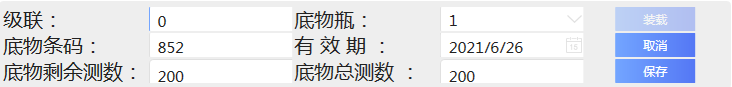 级联： 0 底物瓶： 1 装载
底物条码： 852 有 效 期 ： 2021/6/26 15 取消
底物剩余测数： 200 底物总测数 ： 200 保存